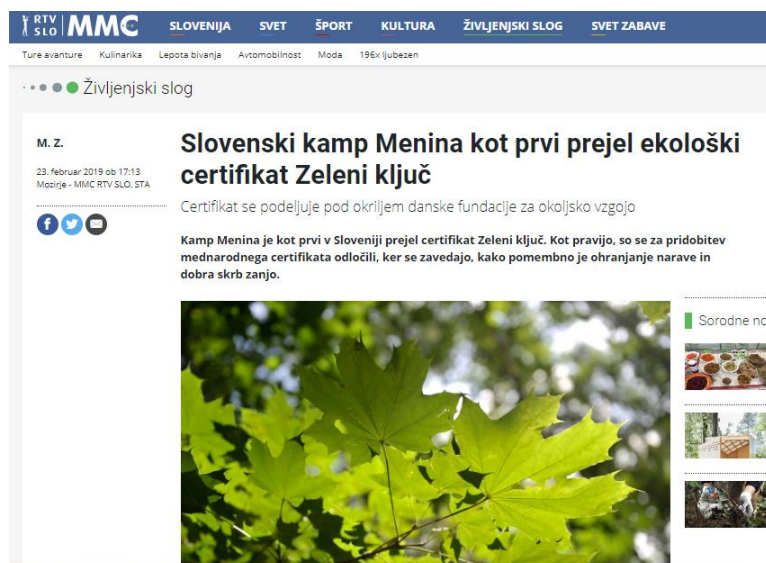 RTV SLO MMC SLOVENIJA SVET ŠPORT KULTURA ŽIVLJENJSKI SLOG SVET ZABAVE
Ture avanture Kulinarika Lepota bivanja Avtomobilnost Moda 196x ljubezen
Življenjski slog
M. Z.
23. februar 2019 ob 17:13
Mozirje - MMC RTV SLO, STA
Slovenski kamp Menina kot prvi prejel ekološki
certifikat Zeleni ključ
Certifikat se podeljuje pod okriljem danske fundacije za okoljsko vzgojo
Kamp Menina je kot prvi v Sloveniji prejel certifikat Zeleni ključ. Kot pravijo, so se za pridobitev
mednarodnega certifikata odločili, ker se zavedajo, kako pomembno je ohranjanje narave in
dobra skrb zanjo.
Sorodne no